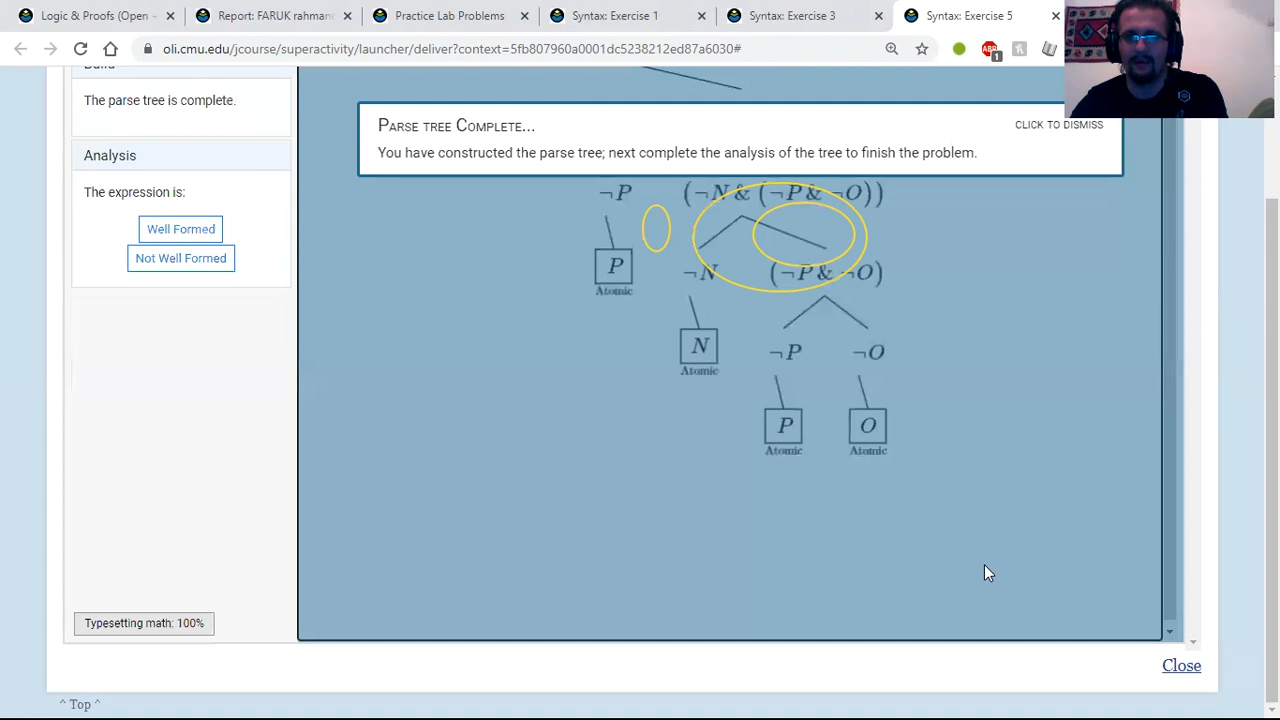 Logic & Proofs (Open -
Report: FARUK rahman
Practice Lab Problems
Syntax: Exercise 1
Syntax: Exercise 5
oli.cmu.edu/jcourse/superactivity/launcher/deliver?context=5fb807960a0001dc5238212ed87a6030#
Build
The parse tree is complete.
Analysis
The expression is:
Well Formed
Not Well Formed
PARSE TREE COMPLETE...
CLICK TO DISMISS
You have constructed the parse tree; next complete the analysis of the tree to finish the problem.
¬P (¬N & (¬P & ¬O))
P
Atomic
¬N (¬P & ¬O)
N
Atomic
¬P ¬O
P O
Atomic Atomic
Typesetting math: 100%
Close
^ Top ^